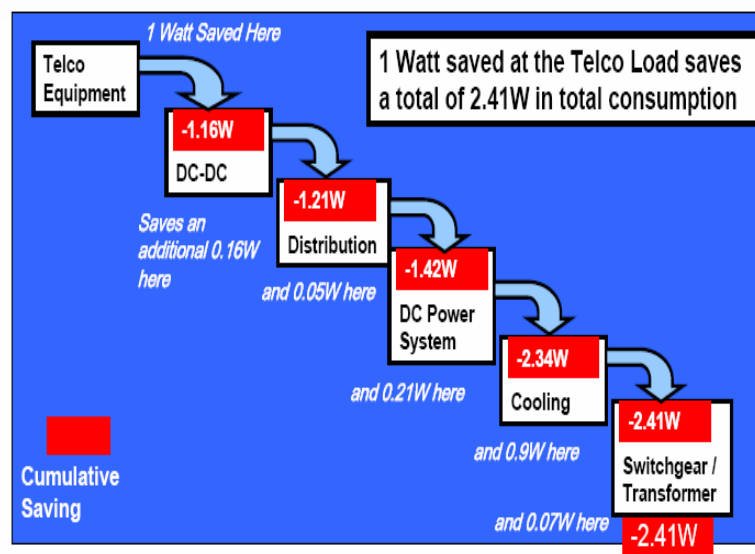 1 Watt Saved Here
Telco
Equipment
1 Watt saved at the Telco Load saves
a total of 2.41W in total consumption
-1.16W
DC-DC
Saves an
additional 0.16W
here
-1.21W
Distribution
and 0.05W here
-1.42W
DC Power
System
and 0.21W here
-2.34W
Cooling
and 0.9W here
-2.41W
Switchgear /
Transformer
and 0.07W here
-2.41W
Cumulative
Saving